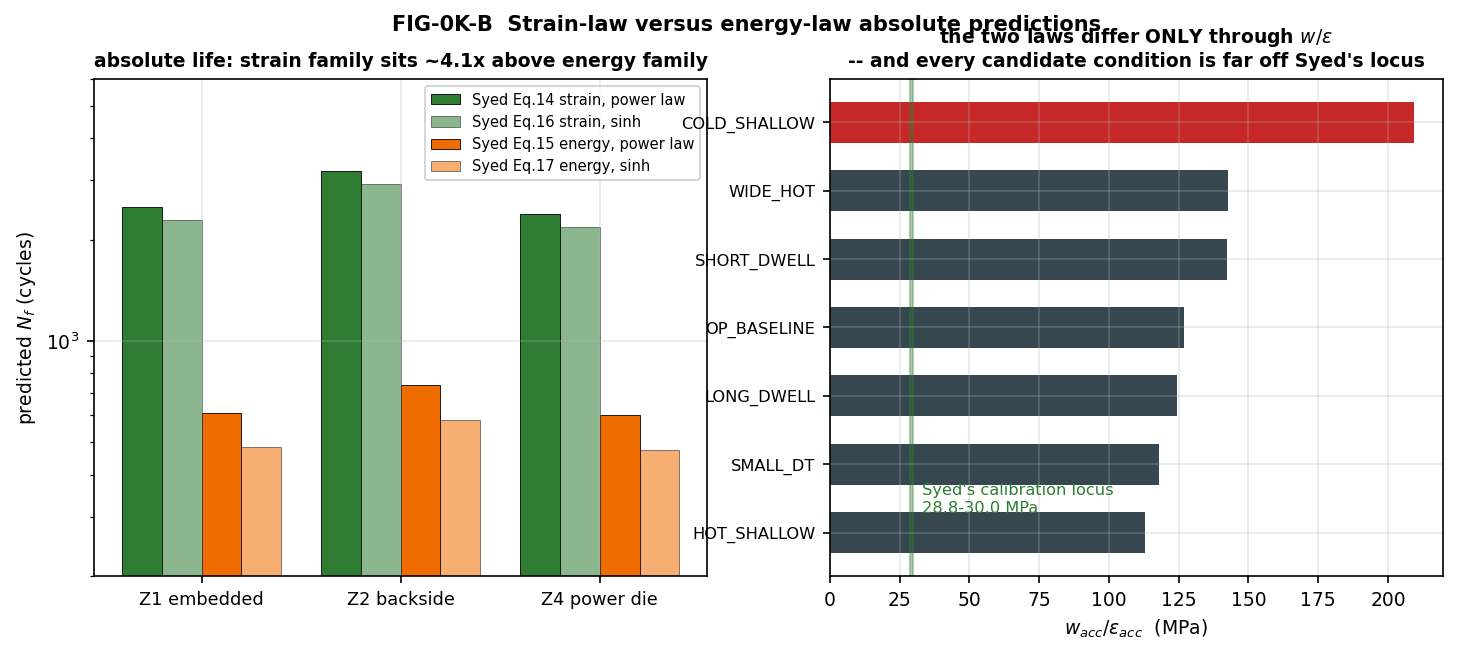 FIG-0K-B  Strain-law versus energy-law absolute predictions
absolute life: strain family sits ~4.1x above energy family
Syed Eq.14 strain, power law
Syed Eq.16 strain, sinh
Syed Eq.15 energy, power law
Syed Eq.17 energy, sinh
predicted N_f (cycles)
10^3
Z1 embedded
Z2 backside
Z4 power die
the two laws differ ONLY through w/ε
-- and every candidate condition is far off Syed's locus
COLD_SHALLOW
WIDE_HOT
SHORT_DWELL
OP_BASELINE
LONG_DWELL
SMALL_DT
HOT_SHALLOW
Syed's calibration locus
28.8-30.0 MPa
0
25
50
75
100
125
150
175
200
w_acc/ε_acc  (MPa)